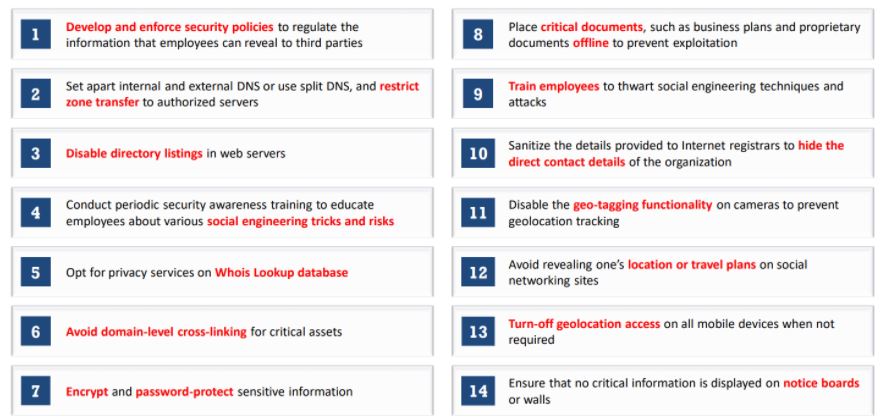 1
Develop and enforce security policies to regulate the
information that employees can reveal to third parties
2
Set apart internal and external DNS or use split DNS, and restrict
zone transfer to authorized servers
3
Disable directory listings in web servers
4
Conduct periodic security awareness training to educate
employees about various social engineering tricks and risks
5
Opt for privacy services on Whois Lookup database
6
Avoid domain-level cross-linking for critical assets
7
Encrypt and password-protect sensitive information
8
Place critical documents, such as business plans and proprietary
documents offline to prevent exploitation
9
Train employees to thwart social engineering techniques and
attacks
10
Sanitize the details provided to Internet registrars to hide the
direct contact details of the organization
11
Disable the geo-tagging functionality on cameras to prevent
geolocation tracking
12
Avoid revealing one's location or travel plans on social
networking sites
13
Turn-off geolocation access on all mobile devices when not
required
14
Ensure that no critical information is displayed on notice boards
or walls